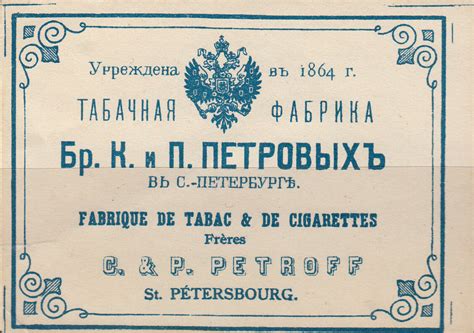 Учреждена въ 1864 г.
ТАБАЧНАЯ ФАБРИКА
Бр. К. и П. ПЕТРОВЫХЪ
ВЪ С.-ПЕТЕРБУРГѢ.
FABRIQUE DE TABAC & DE CIGARETTES
Frères
C. & P. PETROFF
St. PÉTERSBOURG.